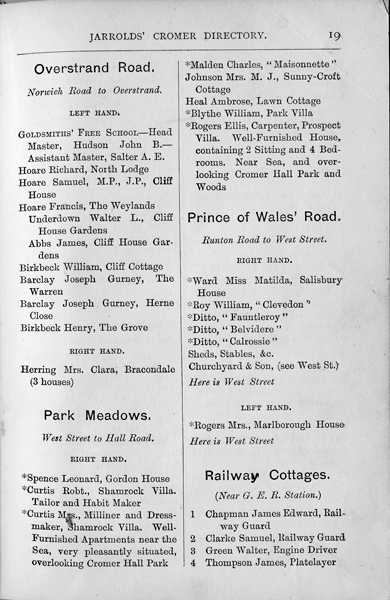 JARROLDS' CROMER DIRECTORY. 19
Overstrand Road.
Norwich Road to Overstrand.
LEFT HAND.
GOLDSMITHS' FREE SCHOOL—Head
Master, Hudson John B.—
Assistant Master, Salter A. E.
Hoare Richard, North Lodge
Hoare Samuel, M.P., J.P., Cliff
House
Hoare Francis, The Weylands
Underdown Walter L., Cliff
House Gardens
Abbs James, Cliff House Gar-
dens
Birkbeck William, Cliff Cottage
Barclay Joseph Gurney, The
Warren
Barclay Joseph Gurney, Herne
Close
Birkbeck Henry, The Grove
RIGHT HAND.
Herring Mrs. Clara, Bracondale
(3 houses)
Park Meadows.
West Street to Hall Road.
RIGHT HAND.
*Spence Leonard, Gordon House
*Curtis Robt., Shamrock Villa.
Tailor and Habit Maker
*Curtis Mrs., Milliner and Dress-
maker, Shamrock Villa. Well-
Furnished Apartments near the
Sea, very pleasantly situated,
overlooking Cromer Hall Park
*Malden Charles, "Maisonnette"
Johnson Mrs. M. J., Sunny-Croft
Cottage
Heal Ambrose, Lawn Cottage
*Blythe William, Park Villa
*Rogers Ellis, Carpenter, Prospect
Villa. Well-Furnished House,
containing 2 Sitting and 4 Bed-
rooms. Near Sea, and over-
looking Cromer Hall Park and
Woods
Prince of Wales' Road.
Runton Road to West Street.
RIGHT HAND.
*Ward Miss Matilda, Salisbury
House
*Roy William, "Clevedon"
*Ditto, "Fauntleroy"
*Ditto, "Belvidere"
*Ditto, "Calrossie"
Sheds, Stables, &c.
Churchyard & Son, (see West St.)
Here is West Street
LEFT HAND.
*Rogers Mrs., Marlborough House
Here is West Street
Railway Cottages.
(Near G. E. R. Station.)
1 Chapman James Edward, Rail-
way Guard
2 Clarke Samuel, Railway Guard
3 Green Walter, Engine Driver
4 Thompson James, Platelayer